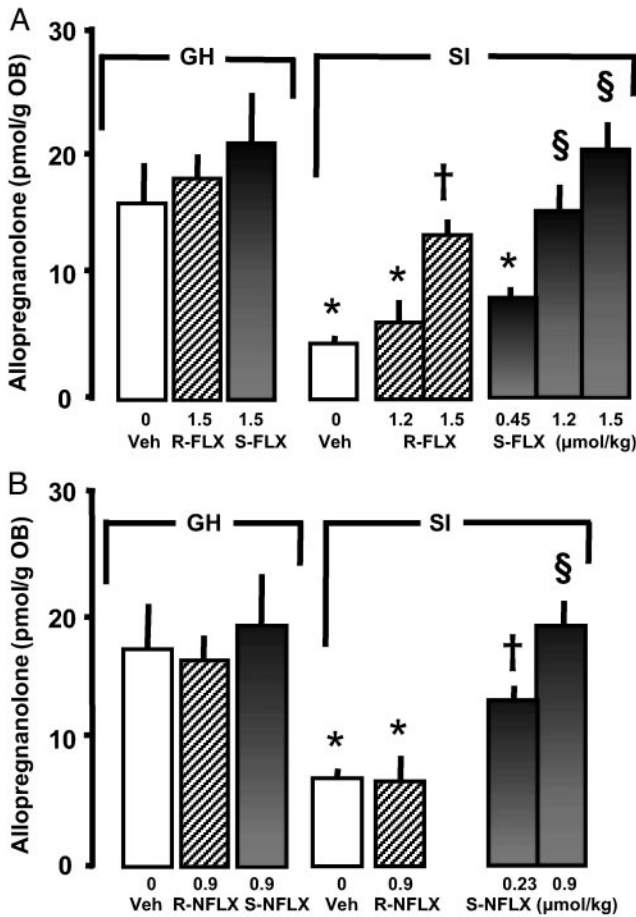 A
Allopregnanolone (pmol/g OB)
30
20
10
0
GH
SI
*
*
†
*
§
§
0 1.5 1.5 0 1.2 1.5 0.45 1.2 1.5
Veh R-FLX S-FLX Veh R-FLX S-FLX (µmol/kg)
B
Allopregnanolone (pmol/g OB)
30
20
10
0
GH
SI
*
*
†
§
0 0.9 0.9 0 0.9 0.23 0.9
Veh R-NFLX S-NFLX Veh R-NFLX S-NFLX (µmol/kg)